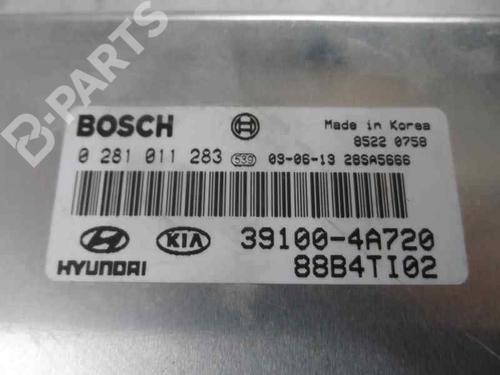 B-PARTS
BOSCH
Made in Korea
8522 0758
0 281 011 283 539 09-06-13 28SA5666
HYUNDAI KIA 39100-4A720
88B4TI02